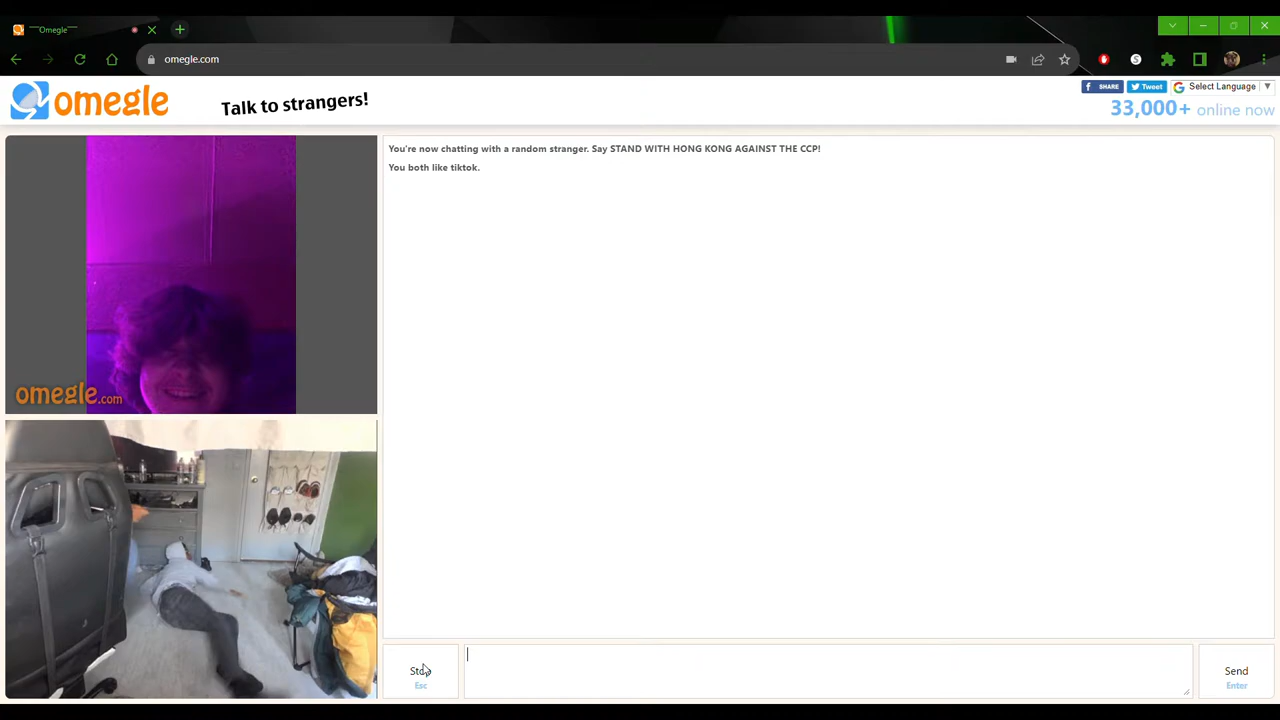 Omegle
omegle.com
omegle
Talk to strangers!
SHARE
Tweet
G Select Language
33,000+ online now
You're now chatting with a random stranger. Say STAND WITH HONG KONG AGAINST THE CCP!
You both like tiktok.
omegle.com
Stop
Esc
Send
Enter